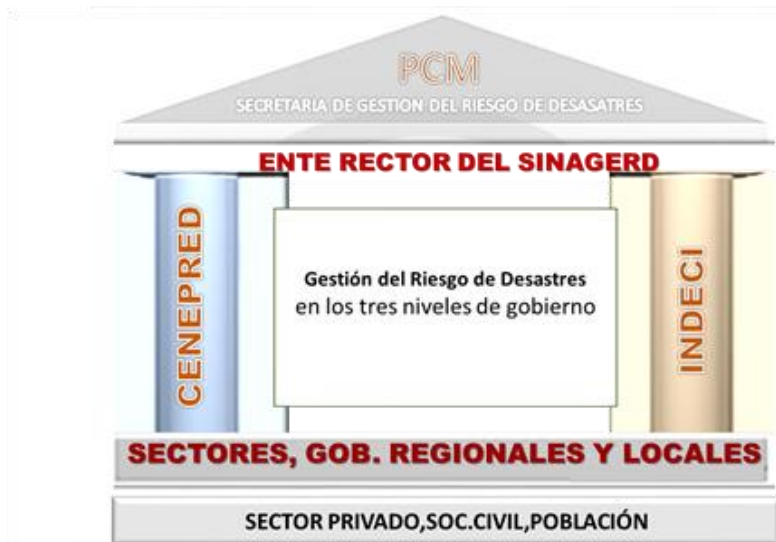 PCM
SECRETARIA DE GESTION DEL RIESGO DE DESASATRES
ENTE RECTOR DEL SINAGERD
CENEPRED
Gestión del Riesgo de Desastres
en los tres niveles de gobierno
INDECI
SECTORES, GOB. REGIONALES Y LOCALES
SECTOR PRIVADO,SOC.CIVIL,POBLACIÓN